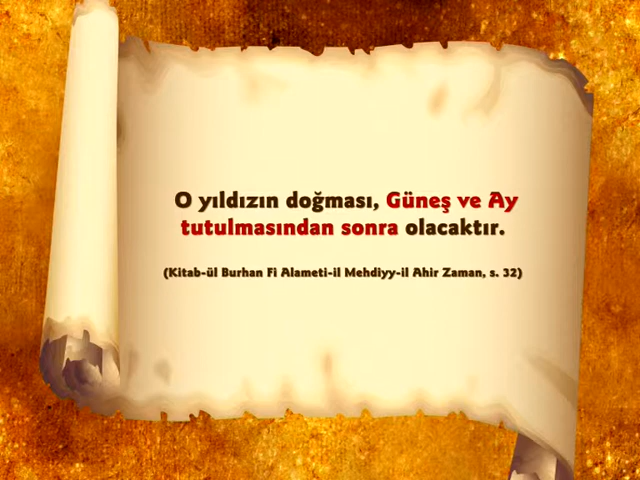 O yıldızın doğması, Güneş ve Ay
tutulmasından sonra olacaktır.
(Kitab-ül Burhan Fi Alameti-il Mehdiyy-il Ahir Zaman, s. 32)